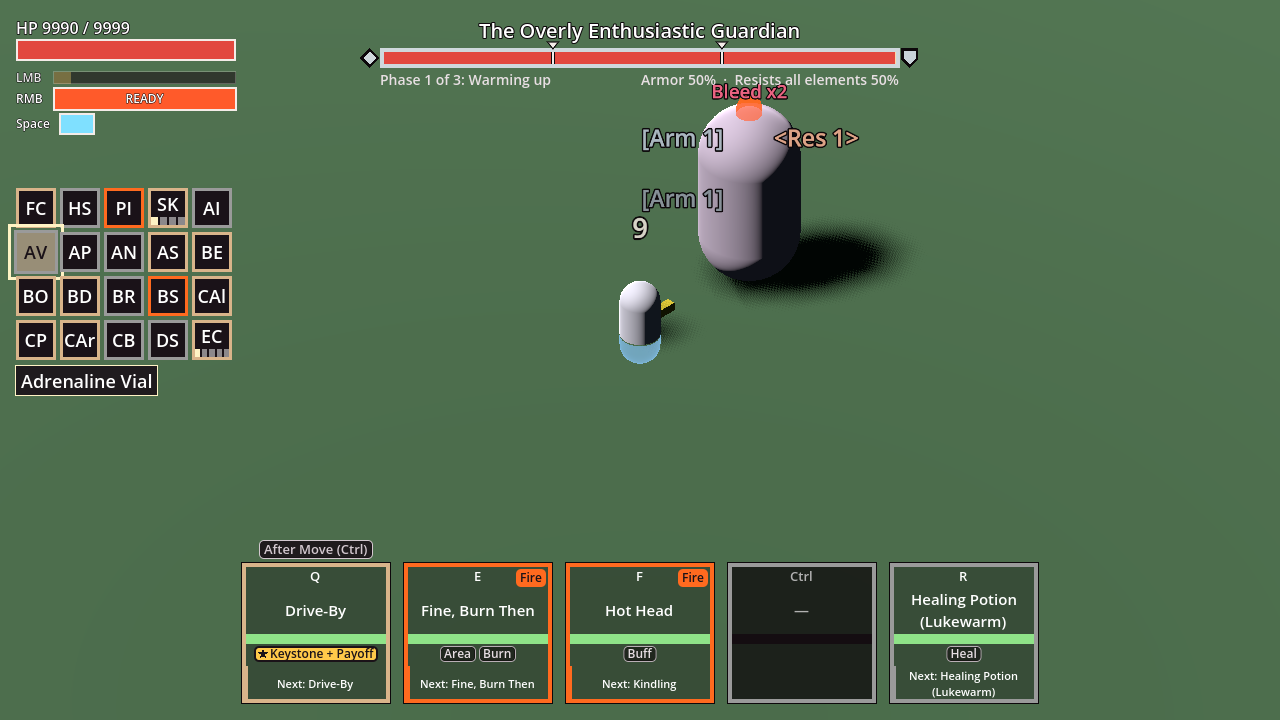 HP 9990 / 9999
LMB
RMB
READY
Space
The Overly Enthusiastic Guardian
Phase 1 of 3: Warming up
Armor 50% · Resists all elements 50%
Bleed x2
[Arm 1]
<Res 1>
[Arm 1]
9
FC
HS
PI
SK
AI
AV
AP
AN
AS
BE
BO
BD
BR
BS
CAl
CP
CAr
CB
DS
EC
Adrenaline Vial
After Move (Ctrl)
Q
Drive-By
★Keystone + Payoff
Next: Drive-By
E
Fire
Fine, Burn Then
Area
Burn
Next: Fine, Burn Then
F
Fire
Hot Head
Buff
Next: Kindling
Ctrl
—
R
Healing Potion
(Lukewarm)
Heal
Next: Healing Potion
(Lukewarm)